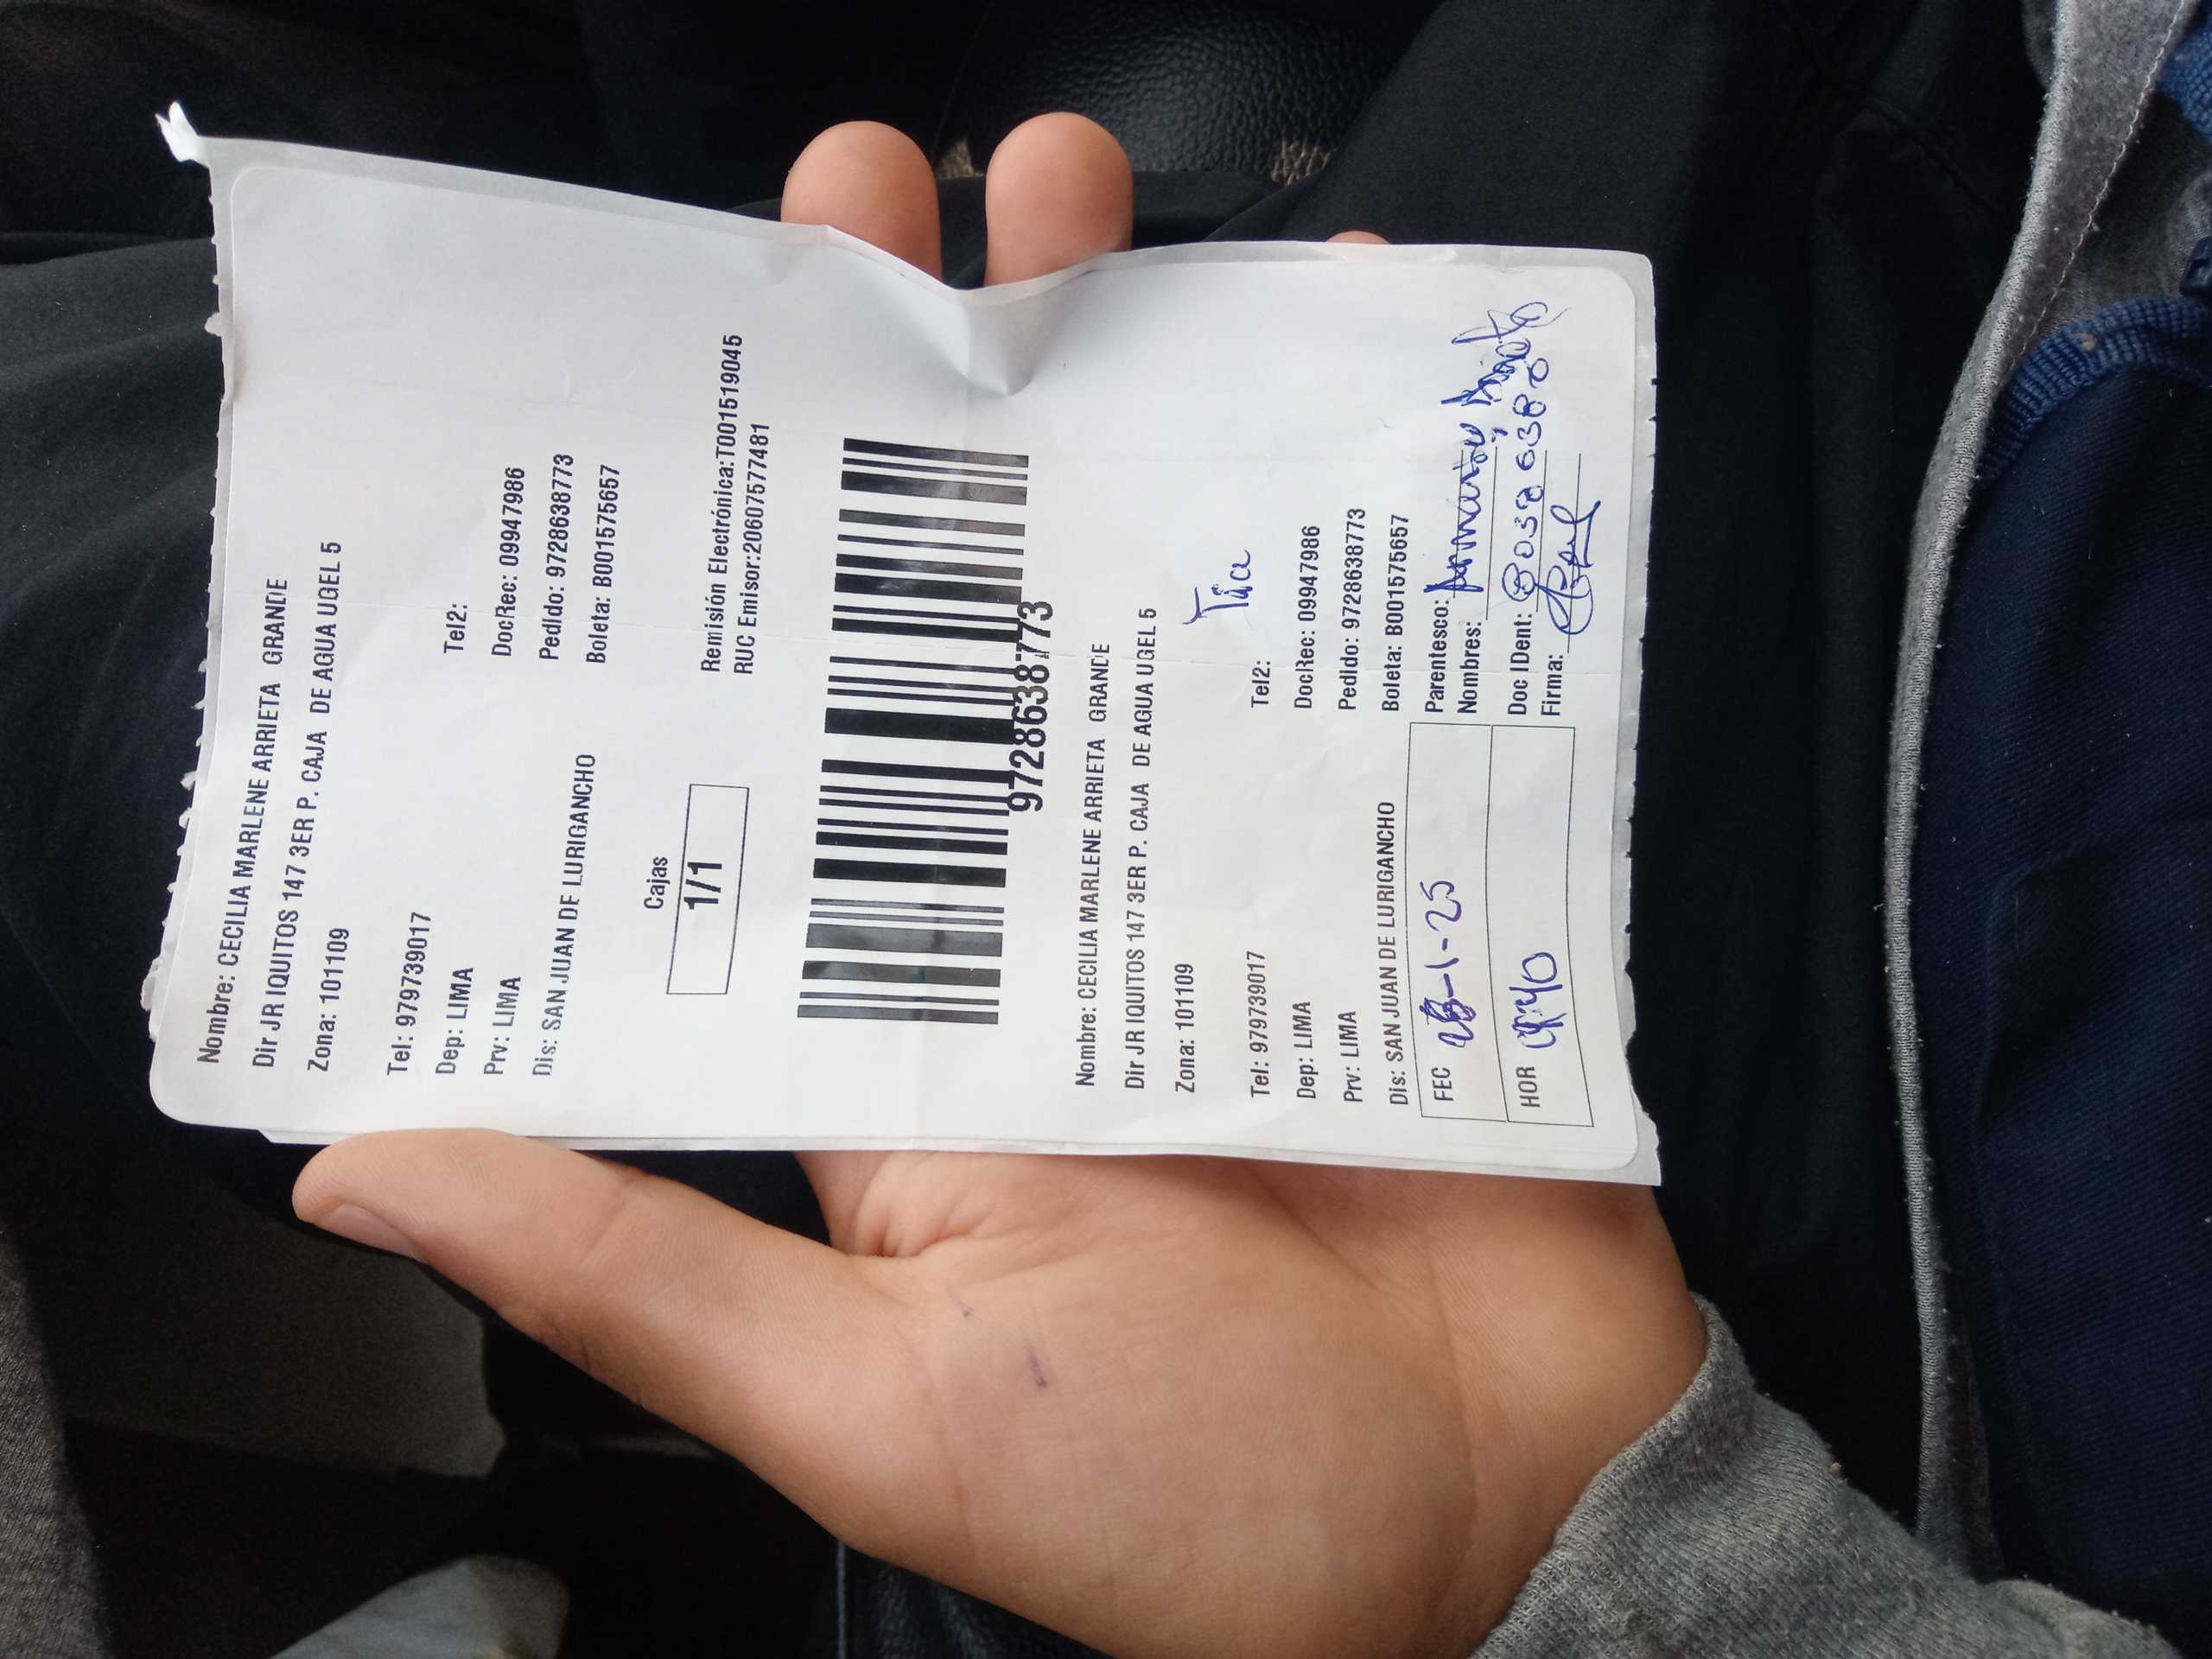 Nombre: CECILIA MARLENE ARRIETA GRANDE
Dir JR IQUITOS 147 3ER P. CAJA DE AGUA UGEL 5
Zona: 101109
Tel: 979739017 Tel2:
Dep: LIMA DocRec: 09947986
Prv: LIMA Pedido: 97286387​73
Dis: SAN JUAN DE LURIGANCHO Boleta: B001575657
Cajas
1/1
Remisión Electrónica:T001519045
RUC Emisor:20607577481
9728638773
Nombre: CECILIA MARLENE ARRIETA GRANDE
Dir JR IQUITOS 147 3ER P. CAJA DE AGUA UGEL 5
Zona: 101109
Tía
Tel: 979739017 Tel2:
Dep: LIMA DocRec: 09947986
Prv: LIMA Pedido: 9728638773
Dis: SAN JUAN DE LURIGANCHO Boleta: B001575657
FEC -1-25 Parentesco:
Nombres:
HOR Doc IDent:
Firma: